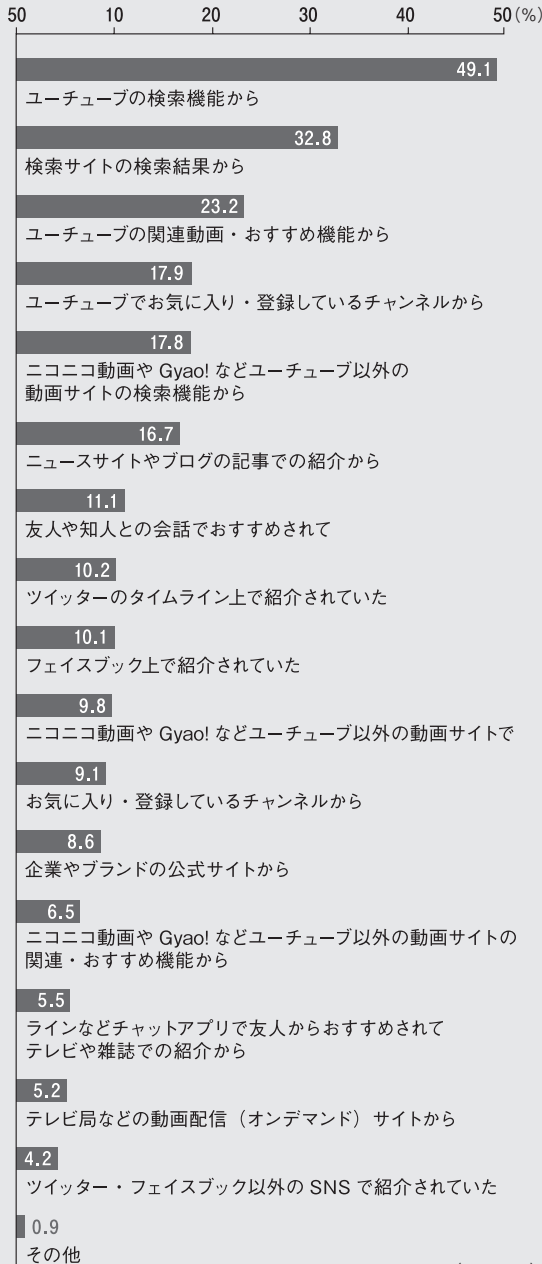 50 10 20 30 40 50(%)
49.1
ユーチューブの検索機能から
32.8
検索サイトの検索結果から
23.2
ユーチューブの関連動画・おすすめ機能から
17.9
ユーチューブでお気に入り・登録しているチャンネルから
17.8
ニコニコ動画や Gyao! などユーチューブ以外の
動画サイトの検索機能から
16.7
ニュースサイトやブログの記事での紹介から
11.1
友人や知人との会話でおすすめされて
10.2
ツイッターのタイムライン上で紹介されていた
10.1
フェイスブック上で紹介されていた
9.8
ニコニコ動画や Gyao! などユーチューブ以外の動画サイトで
9.1
お気に入り・登録しているチャンネルから
8.6
企業やブランドの公式サイトから
6.5
ニコニコ動画や Gyao! などユーチューブ以外の動画サイトの
関連・おすすめ機能から
5.5
ラインなどチャットアプリで友人からおすすめされて
テレビや雑誌での紹介から
5.2
テレビ局などの動画配信（オンデマンド）サイトから
4.2
ツイッター・フェイスブック以外の SNS で紹介されていた
0.9
その他